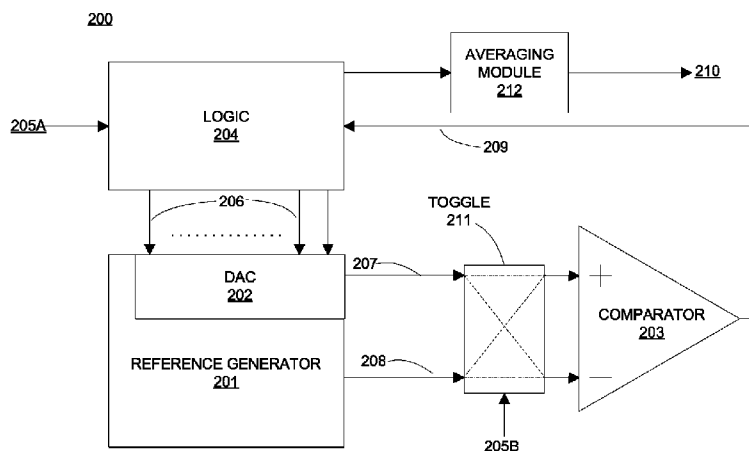 200
AVERAGING
MODULE
212
210
LOGIC
204
205A
209
206
TOGGLE
211
DAC
202
207
+
COMPARATOR
203
REFERENCE GENERATOR
201
208
−
205B